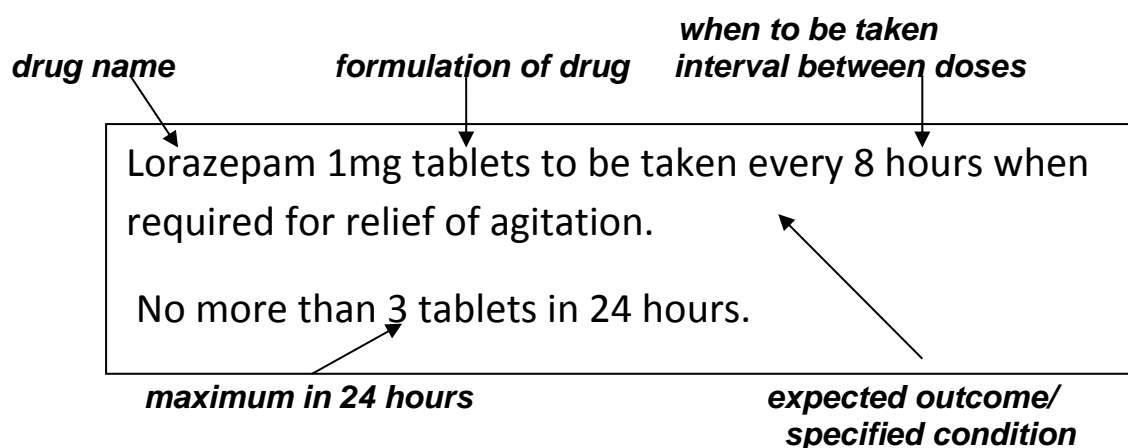 when to be taken
drug name formulation of drug interval between doses
Lorazepam 1mg tablets to be taken every 8 hours when
required for relief of agitation.
No more than 3 tablets in 24 hours.
maximum in 24 hours expected outcome/
specified condition